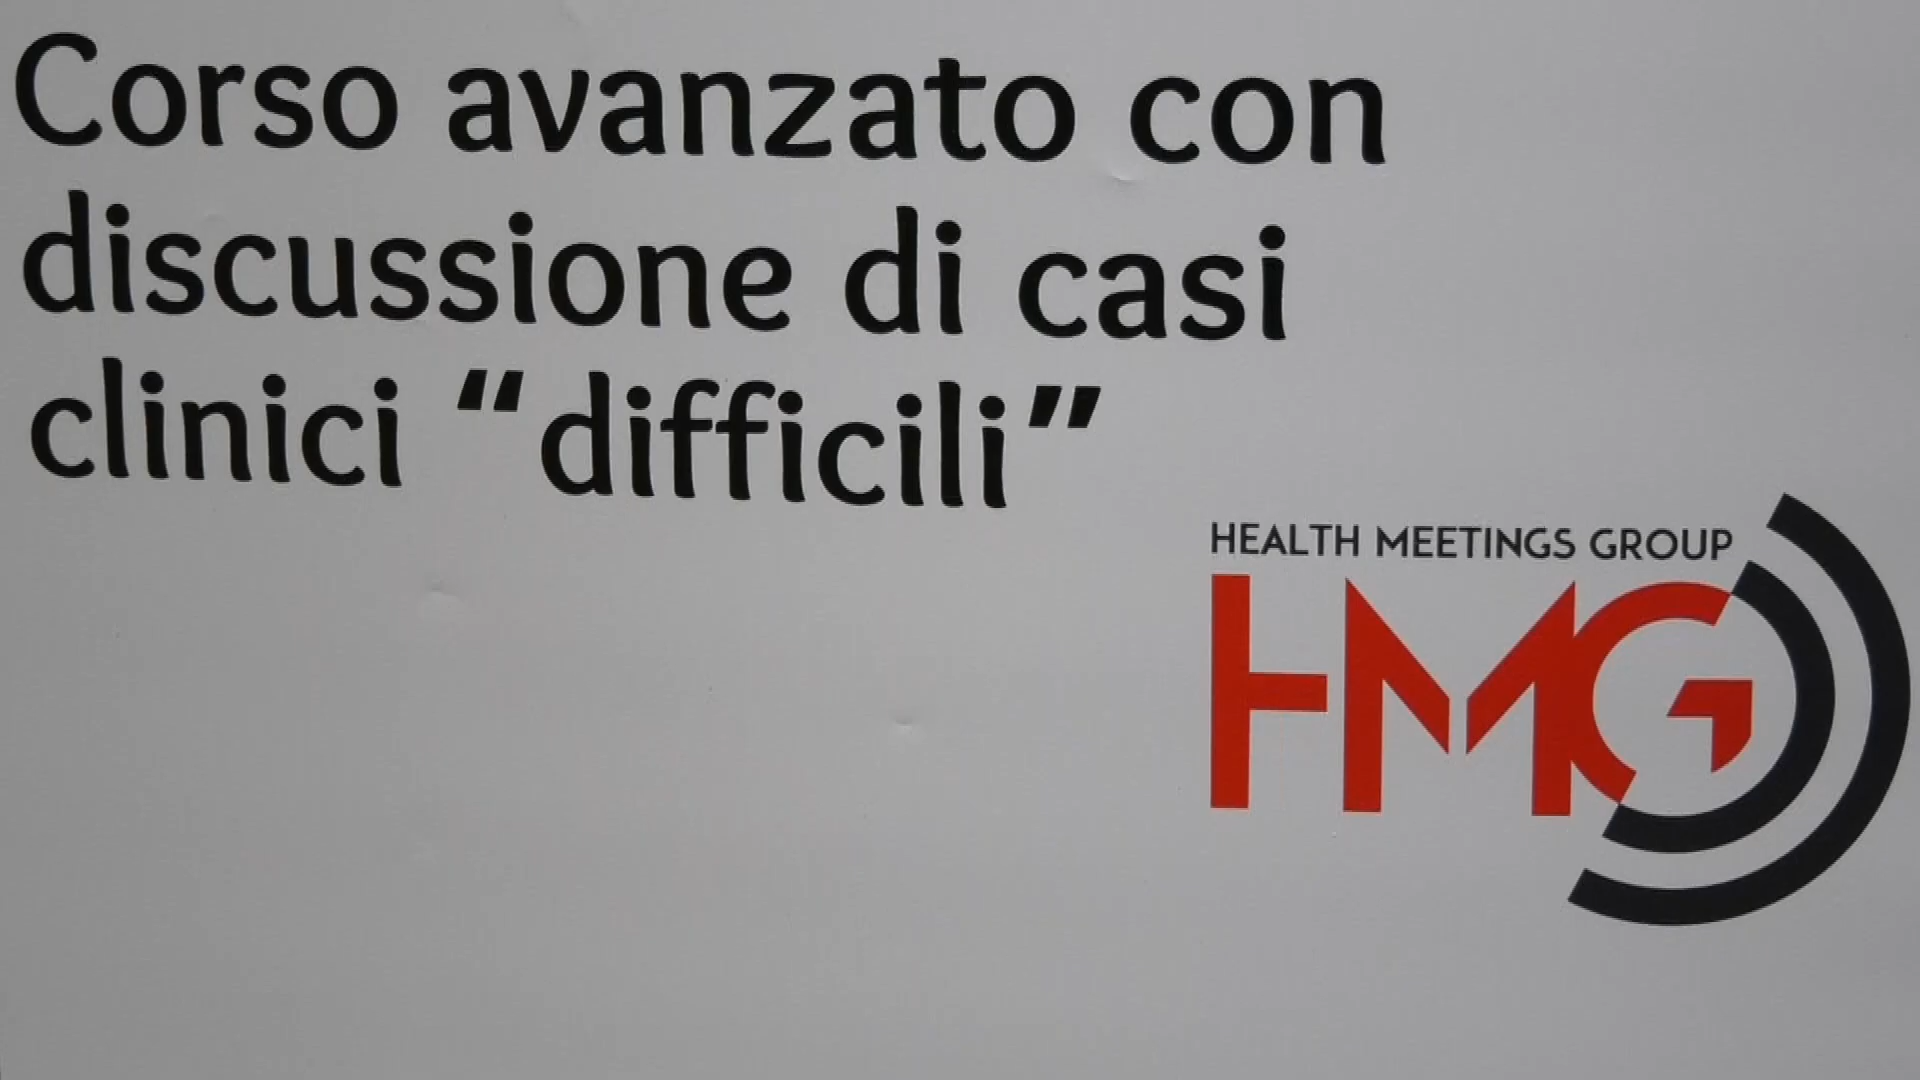 Corso avanzato con
discussione di casi
clinici “difficili”
HEALTH MEETINGS GROUP
HMG